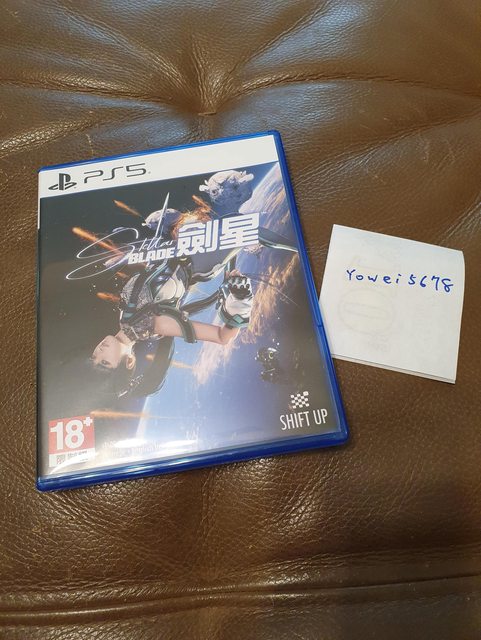 PS5
Stellar
BLADE 劍星
18+
SHIFT UP
Yowei5678